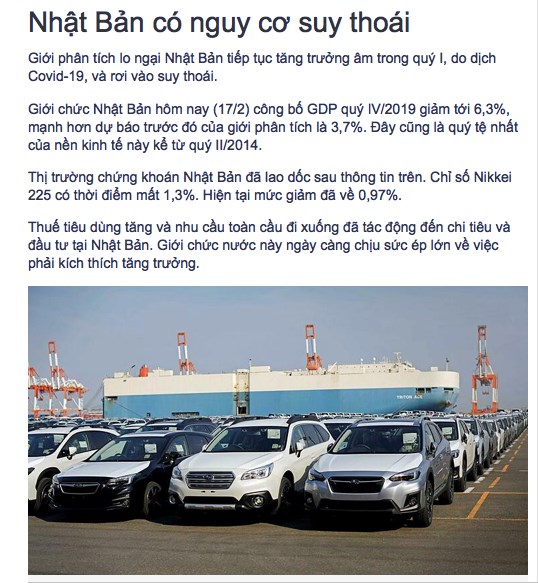 Nhật Bản có nguy cơ suy thoái
Giới phân tích lo ngại Nhật Bản tiếp tục tăng trưởng âm trong quý I, do dịch
Covid-19, và rơi vào suy thoái.
Giới chức Nhật Bản hôm nay (17/2) công bố GDP quý IV/2019 giảm tới 6,3%,
mạnh hơn dự báo trước đó của giới phân tích là 3,7%. Đây cũng là quý tệ nhất
của nền kinh tế này kể từ quý II/2014.
Thị trường chứng khoán Nhật Bản đã lao dốc sau thông tin trên. Chỉ số Nikkei
225 có thời điểm mất 1,3%. Hiện tại mức giảm đã về 0,97%.
Thuế tiêu dùng tăng và nhu cầu toàn cầu đi xuống đã tác động đến chi tiêu và
đầu tư tại Nhật Bản. Giới chức nước này ngày càng chịu sức ép lớn về việc
phải kích thích tăng trưởng.